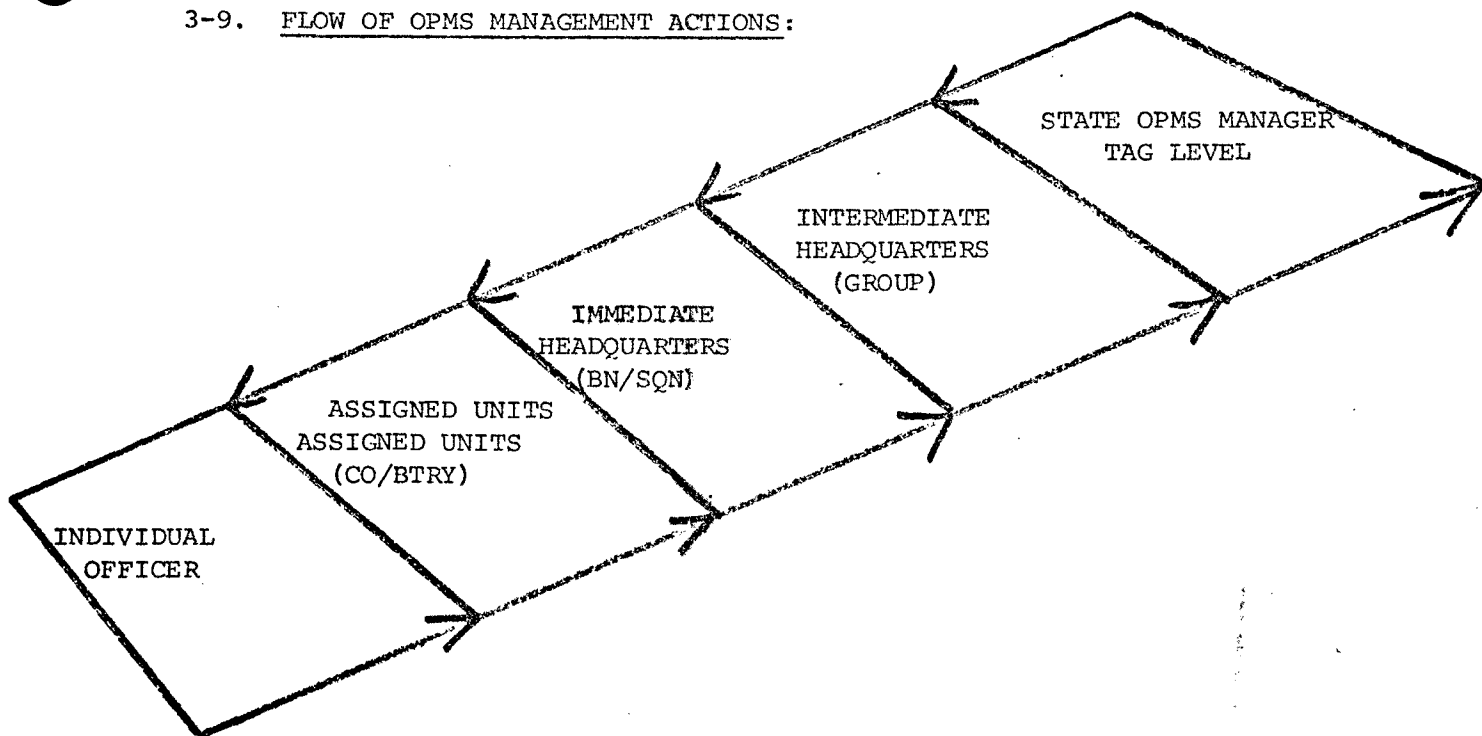 3-9. FLOW OF OPMS MANAGEMENT ACTIONS:
STATE OPMS MANAGER
TAG LEVEL
INTERMEDIATE
HEADQUARTERS
(GROUP)
IMMEDIATE
HEADQUARTERS
(BN/SQN)
ASSIGNED UNITS
ASSIGNED UNITS
(CO/BTRY)
INDIVIDUAL
OFFICER